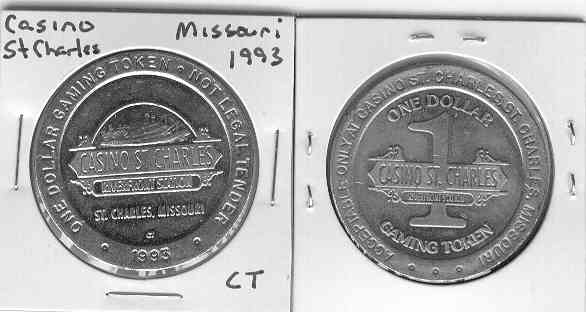 Casino
St Charles
Missouri
1993
ONE DOLLAR GAMING TOKEN • NOT LEGAL TENDER
CASINO ST. CHARLES
RIVERFRONT STATION
ST. CHARLES, MISSOURI
• 1993 •
CT
ACCEPTABLE ONLY AT CASINO ST. CHARLES, ST. CHARLES, MISSOURI
ONE DOLLAR
1
CASINO ST. CHARLES
RIVERFRONT STATION
GAMING TOKEN